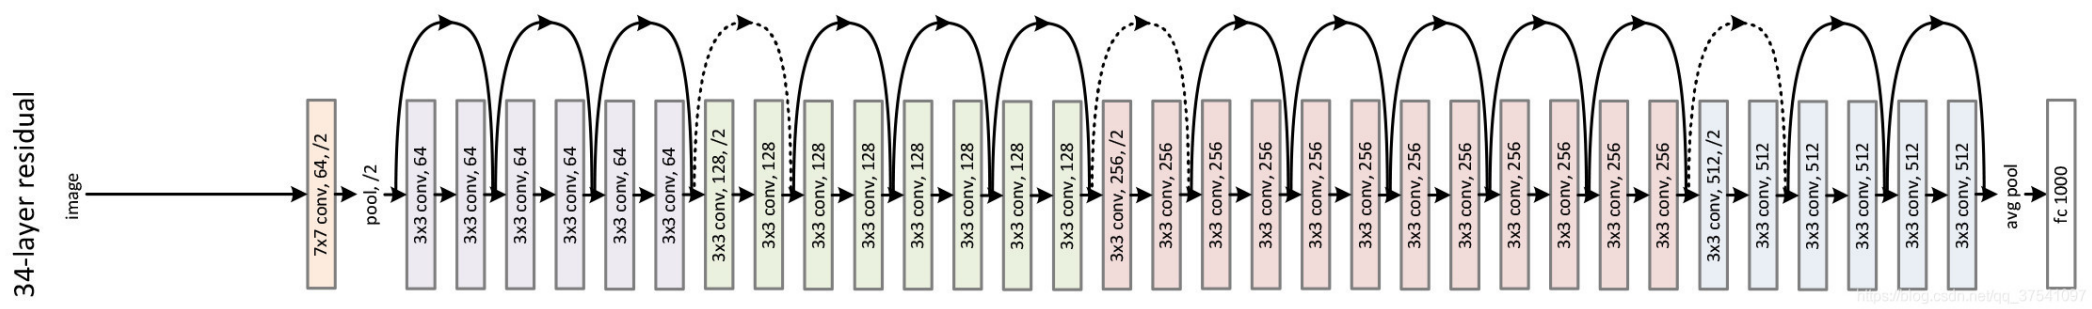 34-layer residual
image
7x7 conv, 64, /2
pool, /2
3x3 conv, 64
3x3 conv, 64
3x3 conv, 64
3x3 conv, 64
3x3 conv, 64
3x3 conv, 64
3x3 conv, 128, /2
3x3 conv, 128
3x3 conv, 128
3x3 conv, 128
3x3 conv, 128
3x3 conv, 128
3x3 conv, 128
3x3 conv, 128
3x3 conv, 256, /2
3x3 conv, 256
3x3 conv, 256
3x3 conv, 256
3x3 conv, 256
3x3 conv, 256
3x3 conv, 256
3x3 conv, 256
3x3 conv, 256
3x3 conv, 256
3x3 conv, 256
3x3 conv, 256
3x3 conv, 512, /2
3x3 conv, 512
3x3 conv, 512
3x3 conv, 512
3x3 conv, 512
3x3 conv, 512
avg pool
fc 1000
https://blog.csdn.net/qq_37541097